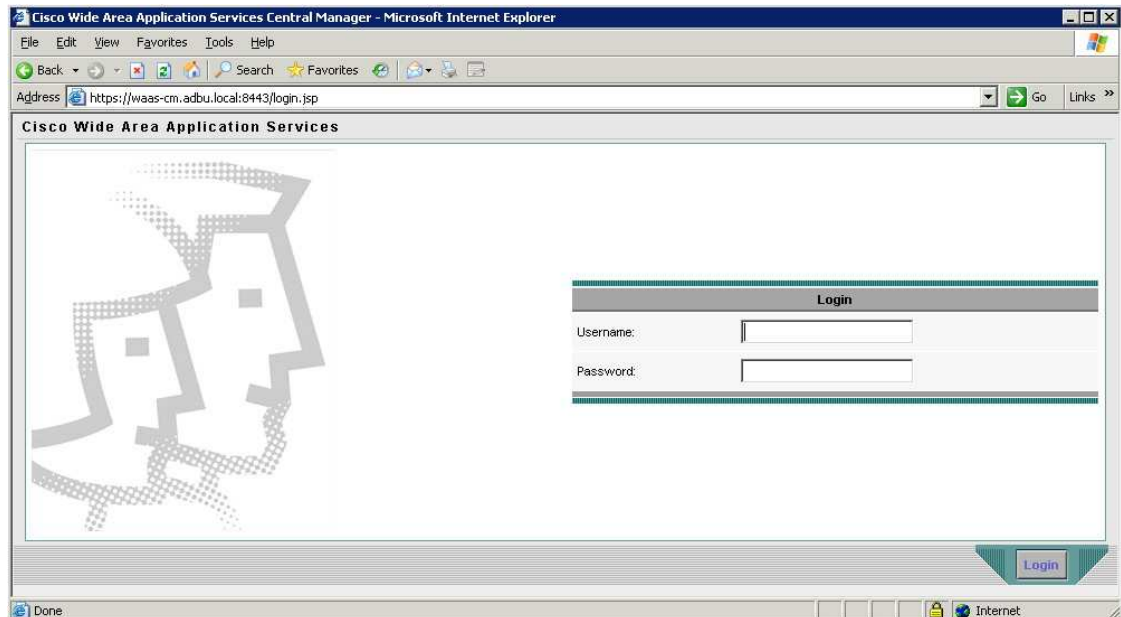 Cisco Wide Area Application Services Central Manager - Microsoft Internet Explorer
File Edit View Favorites Tools Help
Back Search Favorites
Address https://waas-cm.adbu.local:8443/login.jsp Go Links »
Cisco Wide Area Application Services
Login
Username:
Password:
Login
Done Internet